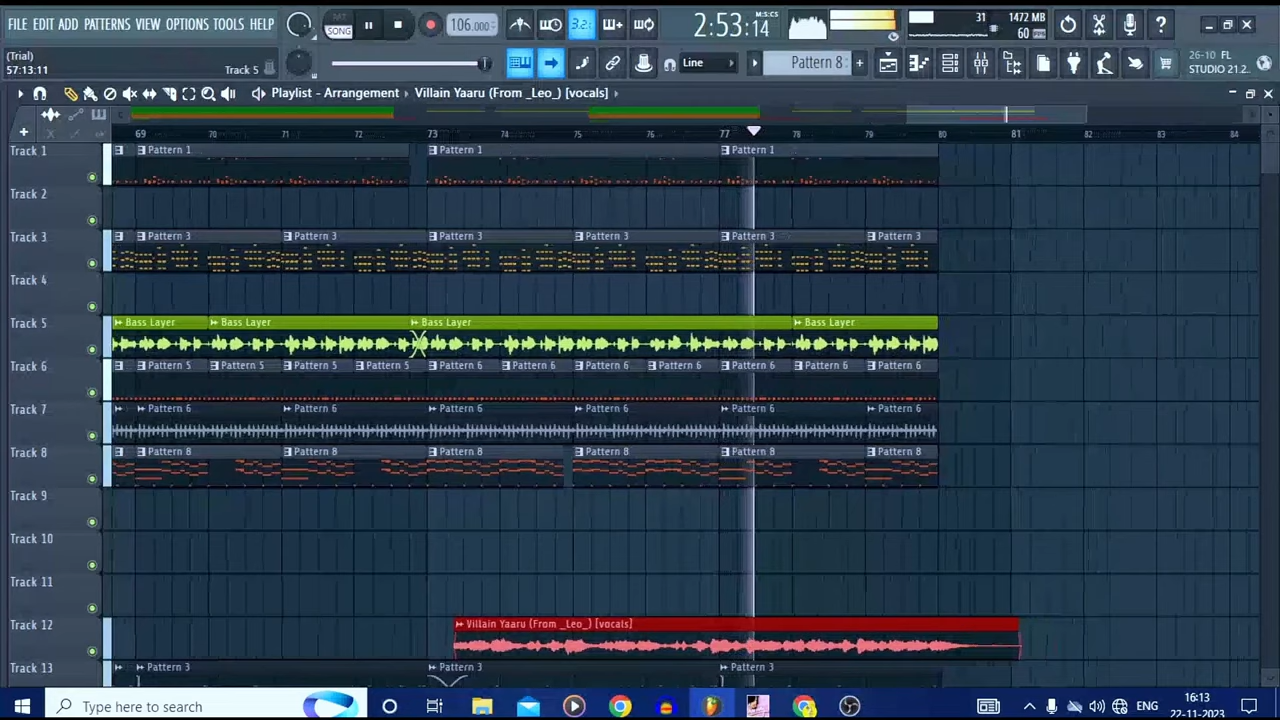 FILE EDIT ADD PATTERNS VIEW OPTIONS TOOLS HELP
PAT
SONG
106.000
3.2.
2:53:14
M:S:CS
31
1472 MB
60
(Trial)
57:13:11
Track 5
Line
Pattern 8
26-10 FL
STUDIO 21.2..
Playlist - Arrangement
Villain Yaaru (From _Leo_) [vocals]
69 70 71 72 73 74 75 76 77 78 79 80 81 82 83 84
Track 1
Pattern 1 Pattern 1 Pattern 1
Track 2
Track 3
Pattern 3 Pattern 3 Pattern 3 Pattern 3 Pattern 3 Pattern 3
Track 4
Track 5
Bass Layer Bass Layer Bass Layer Bass Layer
Track 6
Pattern 5 Pattern 5 Pattern 5 Pattern 5 Pattern 6 Pattern 6 Pattern 6 Pattern 6 Pattern 6 Pattern 6 Pattern 6
Track 7
Pattern 6 Pattern 6 Pattern 6 Pattern 6 Pattern 6 Pattern 6
Track 8
Pattern 8 Pattern 8 Pattern 8 Pattern 8 Pattern 8 Pattern 8
Track 9
Track 10
Track 11
Track 12
Villain Yaaru (From _Leo_) [vocals]
Track 13
Pattern 3 Pattern 3 Pattern 3
Type here to search
ENG
16:13
22-11-2023